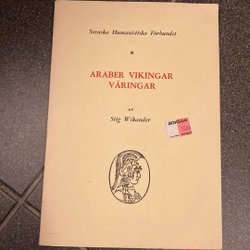 Svenska Humanistiska Förbundet
*
ARABER VIKINGAR
VÄRINGAR
AV
Stig Wikander